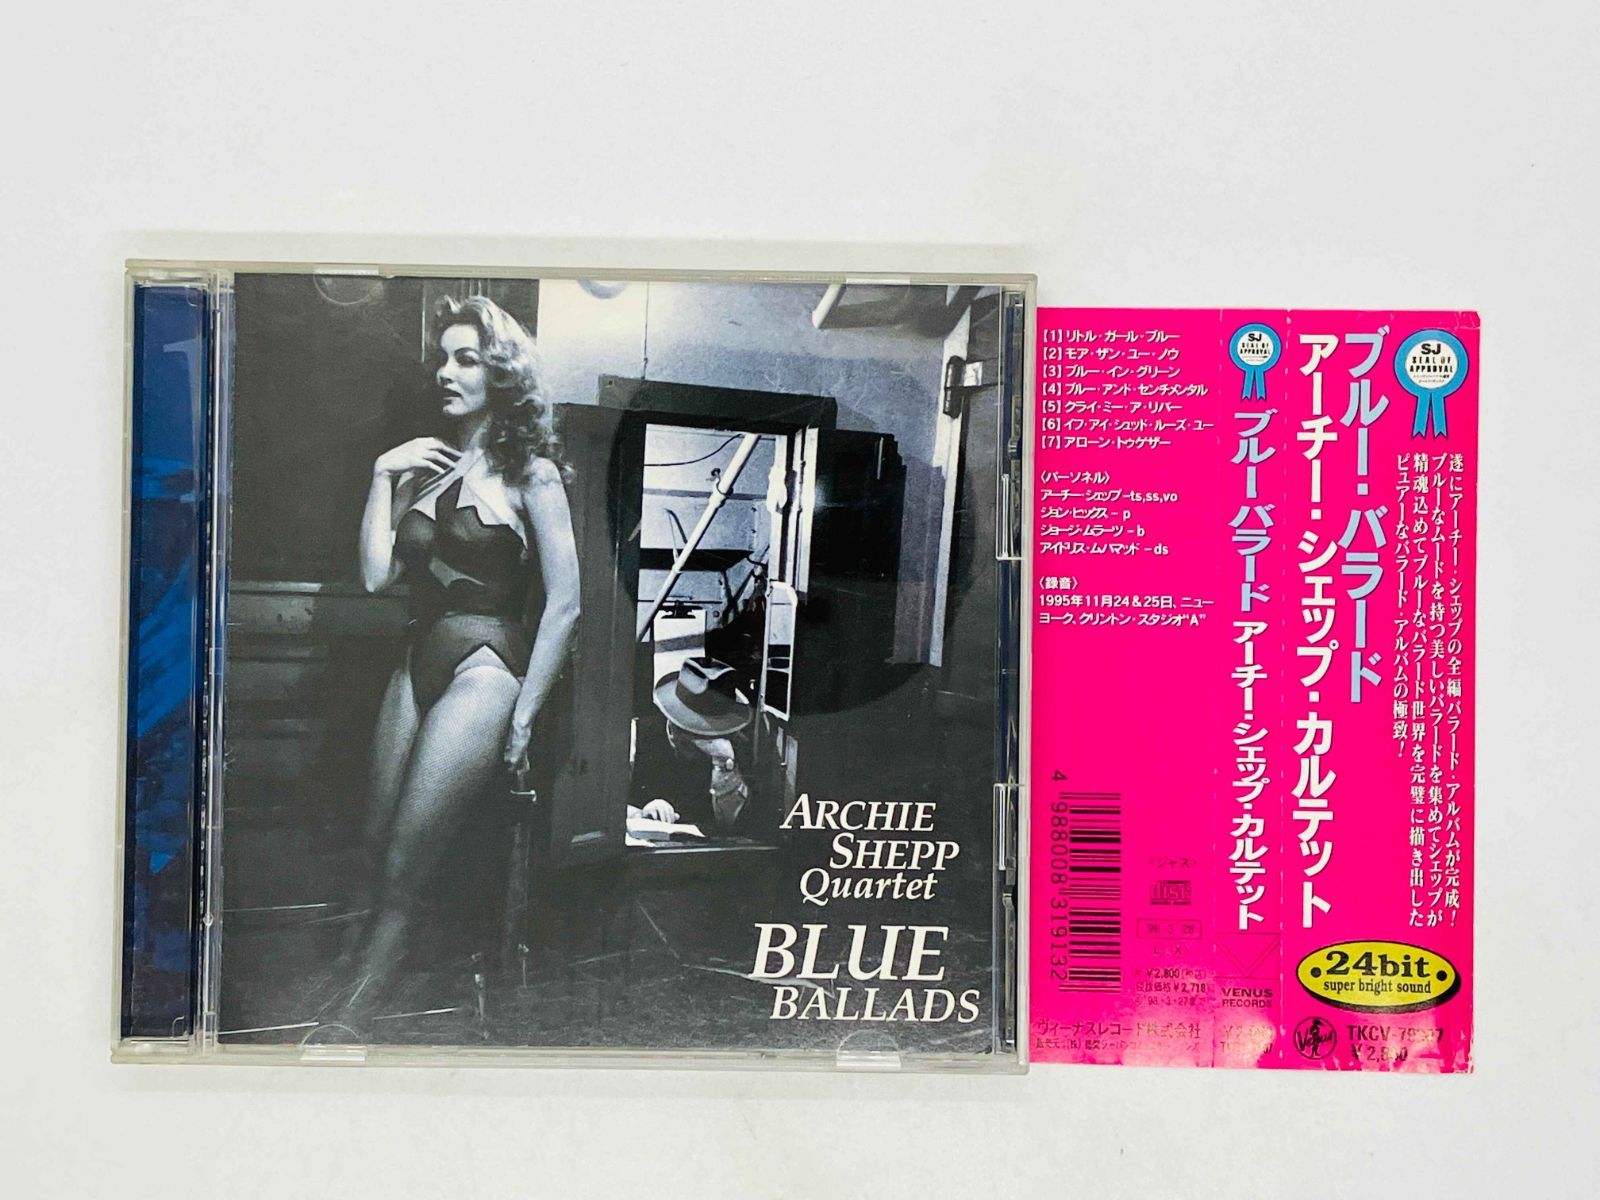 ARCHIE
SHEPP
Quartet
BLUE
BALLADS
[1]リトル・ガール・ブルー
[2]モア・ザン・ユー・ノウ
[3]ブルー・イン・グリーン
[4]ブルー・アンド・センチメンタル
[5]クライ・ミー・ア・リバー
[6]イフ・アイ・シュッド・ルーズ・ユー
[7]アローン・トゥゲザー
〈パーソネル〉
アーチー・シェップ-ts,ss,vo
ジョン・ヒックス-p
ジョージ・ムラーツ-b
アイドリス・ムハマッド-ds
〈録音〉
1995年11月24&25日、ニュー
ヨーク、クリントン・スタジオ"A"
4 988008 319132
〈ジャズ〉
disc
'96・3・28
¥2,800
¥2,718
ヴィーナスレコード株式会社
SJ
SEAL OF
APPROVAL
ブルー・バラード アーチー・シェップ・カルテット
VENUS
RECORDS
ブルー・バラード
アーチー・シェップ・カルテット
SJ
SEAL OF
APPROVAL
遂にアーチー・シェップの全編バラード・アルバムが完成!
ブルーなムードを持つ美しいバラードを集めてシェップが
精魂込めてブルーなバラード世界を完璧に描き出した
ピュアーなバラード・アルバムの極致!
・24bit・
super bright sound
Venus